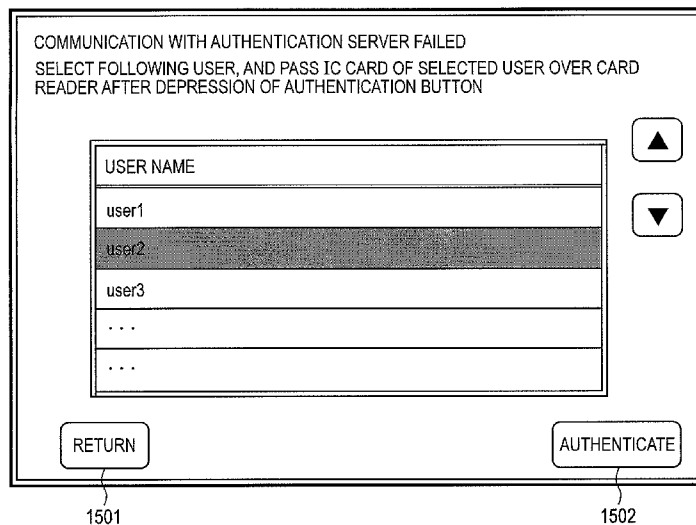 COMMUNICATION WITH AUTHENTICATION SERVER FAILED
SELECT FOLLOWING USER, AND PASS IC CARD OF SELECTED USER OVER CARD
READER AFTER DEPRESSION OF AUTHENTICATION BUTTON
USER NAME
user1
user2
user3
...
...
RETURN
AUTHENTICATE
1501
1502